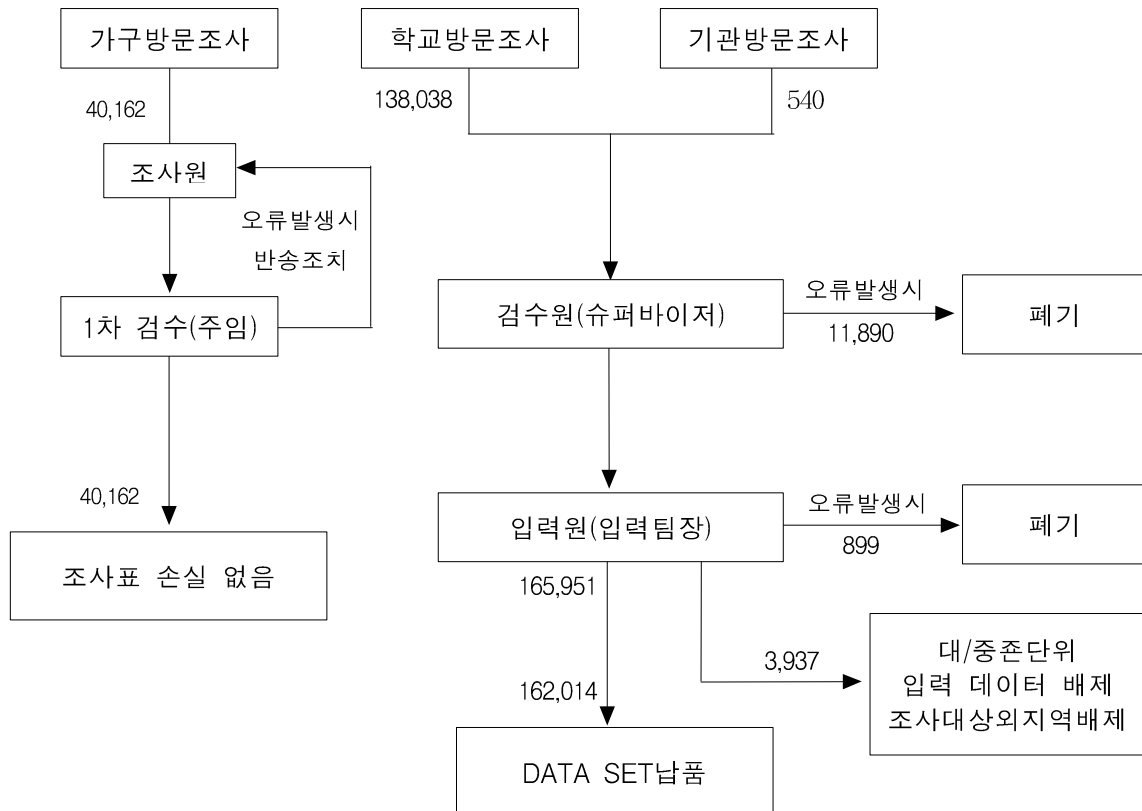 가구방문조사
학교방문조사
기관방문조사
40,162
138,038
540
조사원
오류발생시
반송조치
1차 검수(주임)
검수원(슈퍼바이저)
오류발생시
11,890
폐기
40,162
조사표 손실 없음
입력원(입력팀장)
오류발생시
899
폐기
165,951
162,014
3,937
대/중존단위
입력 데이터 배제
조사대상외지역배제
DATA SET납품